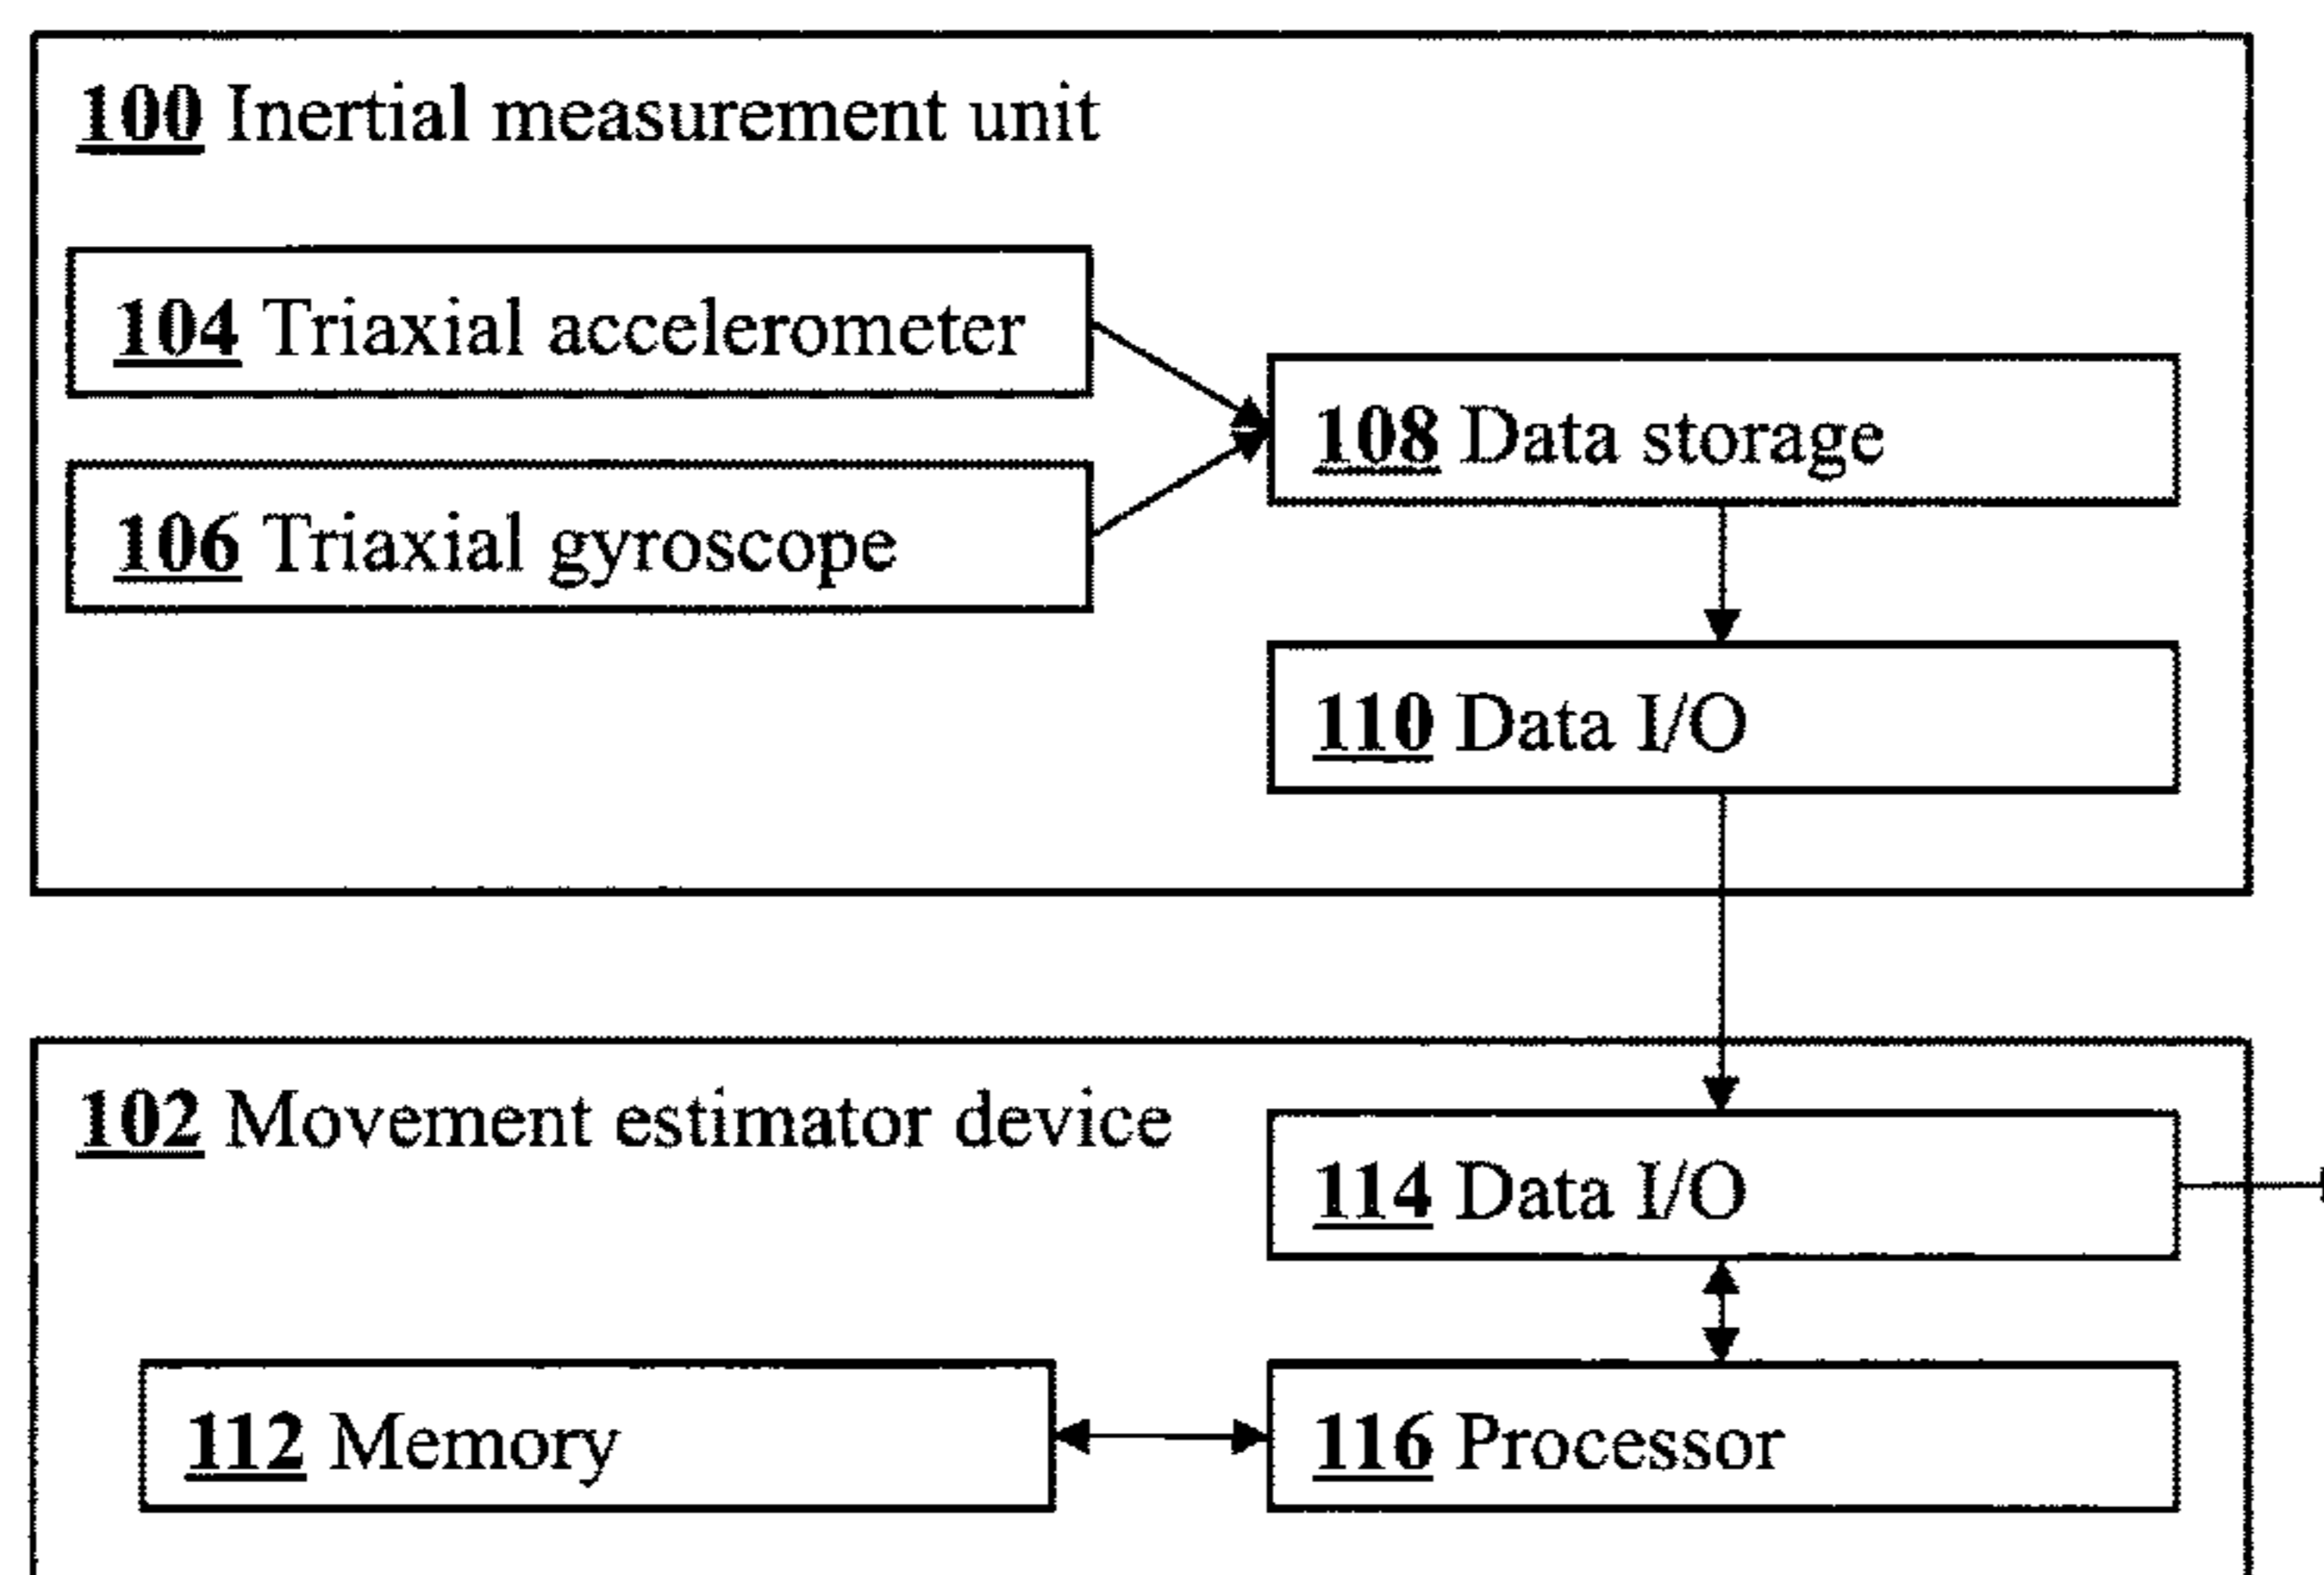 100 Inertial measurement unit
104 Triaxial accelerometer
108 Data storage
106 Triaxial gyroscope
110 Data I/O
102 Movement estimator device
114 Data I/O
112 Memory
116 Processor